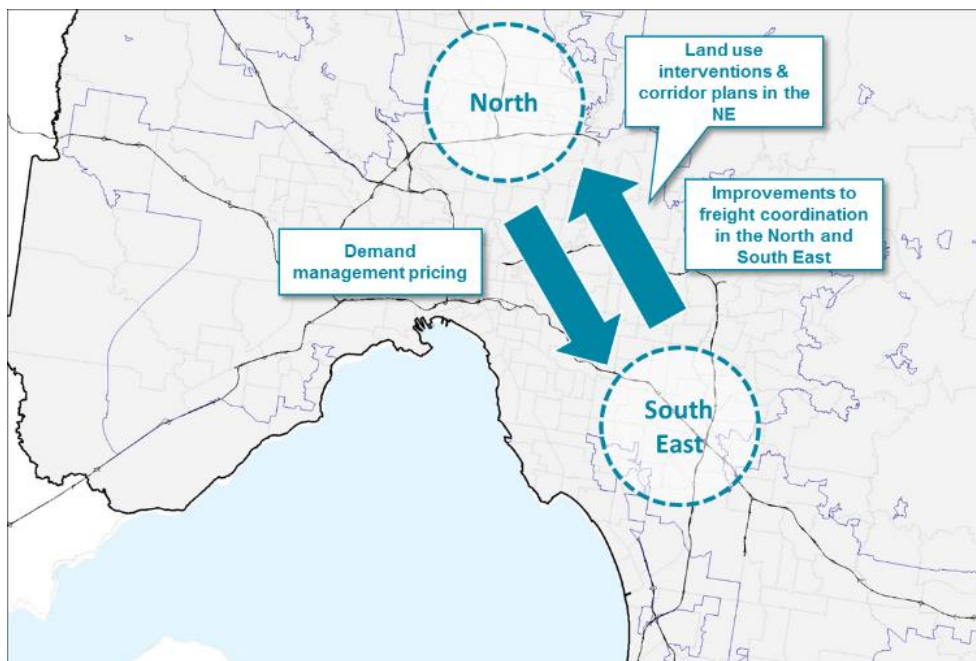 North
Land use
interventions &
corridor plans in the
NE
Improvements to
freight coordination
in the North and
South East
Demand
management pricing
South
East